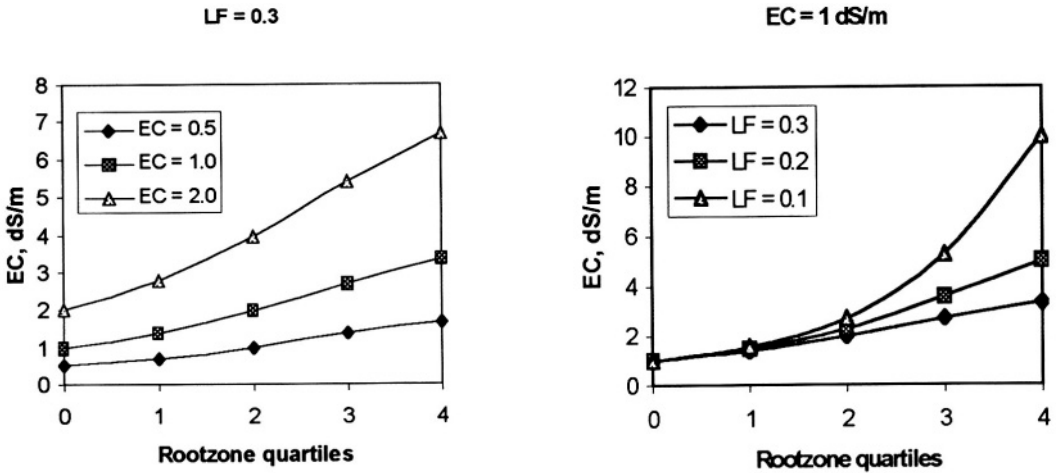 LF = 0.3
8
7
6
5
4
3
2
1
0
EC, dS/m
EC = 0.5
EC = 1.0
EC = 2.0
0 1 2 3 4
Rootzone quartiles
EC = 1 dS/m
12
10
8
6
4
2
0
EC, dS/m
LF = 0.3
LF = 0.2
LF = 0.1
0 1 2 3 4
Rootzone quartiles